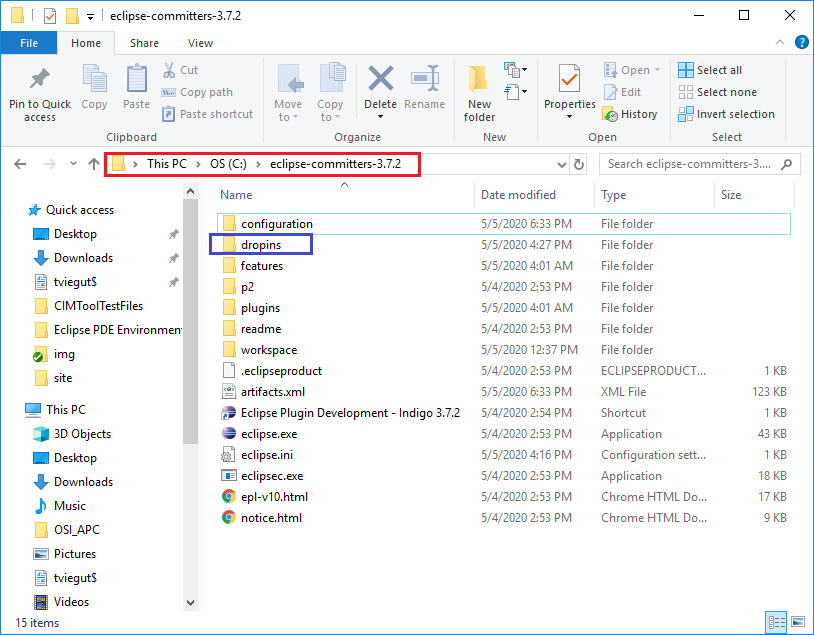 eclipse-committers-3.7.2
File Home Share View
Pin to Quick access
Copy
Paste
Cut
Copy path
Paste shortcut
Clipboard
Move to
Copy to
Delete
Rename
Organize
New folder
New
Properties
Open
Edit
History
Open
Select all
Select none
Invert selection
Select
This PC > OS (C:) > eclipse-committers-3.7.2
Search eclipse-committers-3....
Quick access
Desktop
Downloads
tviegut$
CIMToolTestFiles
Eclipse PDE Environmen
img
site
This PC
3D Objects
Desktop
Downloads
Music
OSI_APC
Pictures
tviegut$
Videos
Name Date modified Type Size
configuration 5/5/2020 6:33 PM File folder
dropins 5/5/2020 4:27 PM File folder
features 5/5/2020 4:01 AM File folder
p2 5/4/2020 2:53 PM File folder
plugins 5/5/2020 4:01 AM File folder
readme 5/4/2020 2:53 PM File folder
workspace 5/5/2020 12:37 PM File folder
.eclipseproduct 5/4/2020 2:53 PM ECLIPSEPRODUCT... 1 KB
artifacts.xml 5/5/2020 6:33 PM XML File 123 KB
Eclipse Plugin Development - Indigo 3.7.2 5/4/2020 2:54 PM Shortcut 1 KB
eclipse.exe 5/4/2020 2:53 PM Application 43 KB
eclipse.ini 5/5/2020 4:16 PM Configuration sett... 1 KB
eclipsec.exe 5/4/2020 2:53 PM Application 18 KB
epl-v10.html 5/4/2020 2:53 PM Chrome HTML Do... 17 KB
notice.html 5/4/2020 2:53 PM Chrome HTML Do... 9 KB
15 items